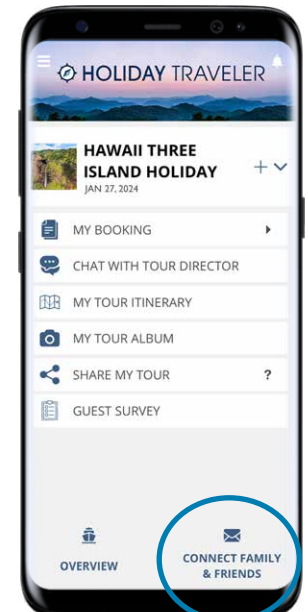 HOLIDAY TRAVELER
HAWAII THREE
ISLAND HOLIDAY
JAN 27, 2024
MY BOOKING
CHAT WITH TOUR DIRECTOR
MY TOUR ITINERARY
MY TOUR ALBUM
SHARE MY TOUR ?
GUEST SURVEY
OVERVIEW
CONNECT FAMILY
& FRIENDS